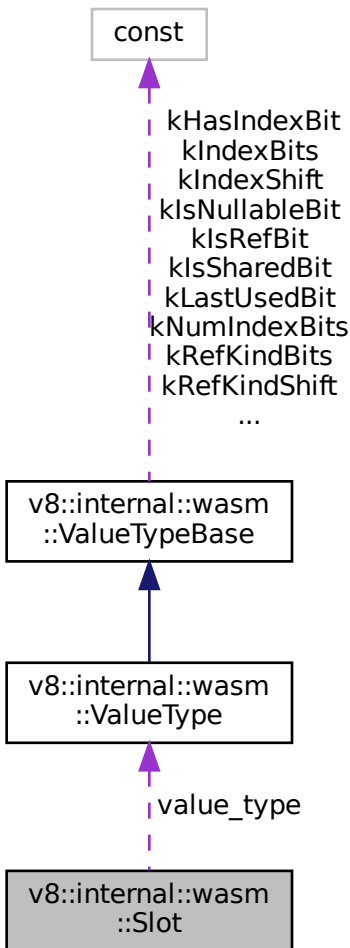 const
kHasIndexBit
kIndexBits
kIndexShift
kIsNullableBit
kIsRefBit
kIsSharedBit
kLastUsedBit
kNumIndexBits
kRefKindBits
kRefKindShift
...
v8::internal::wasm
::ValueTypeBase
v8::internal::wasm
::ValueType
value_type
v8::internal::wasm
::Slot